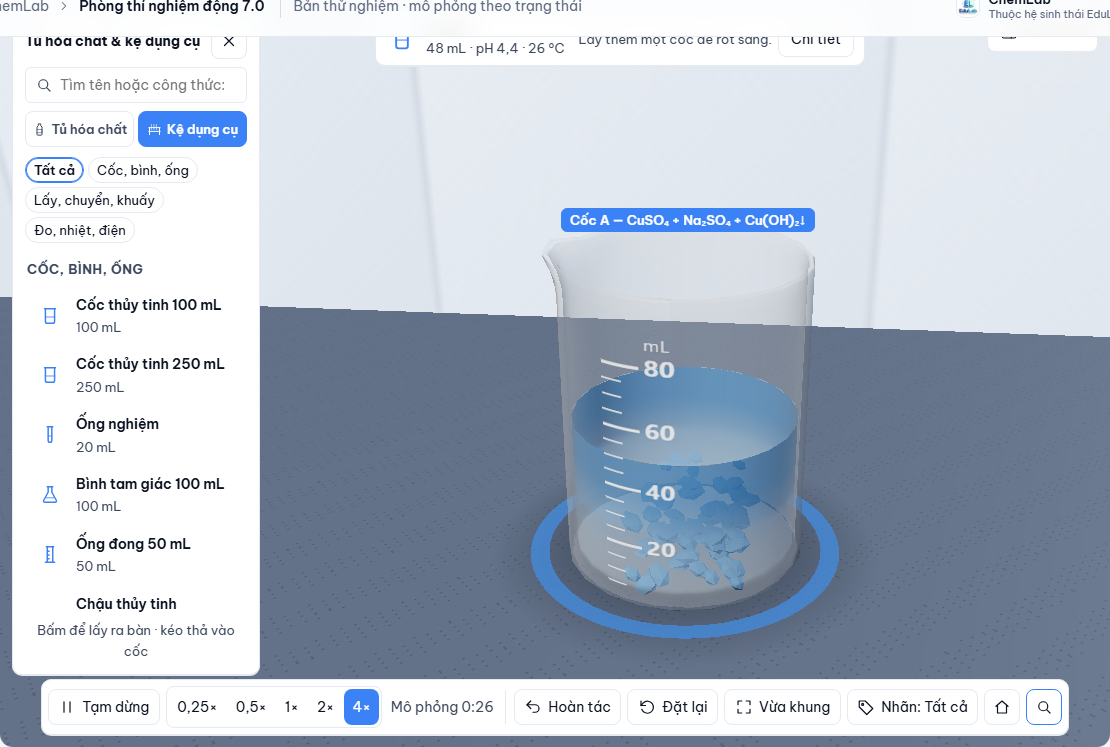 hemLab > Phòng thí nghiệm động 7.0 Bản thử nghiệm · mô phỏng theo trạng thái
ChemLab
Thuộc hệ sinh thái EduL
Tủ hóa chất & kệ dụng cụ
48 mL · pH 4,4 · 26 °C
Lấy thêm một cốc để rót sang.
Chi tiết
Tìm tên hoặc công thức:
Tủ hóa chất
Kệ dụng cụ
Tất cả
Cốc, bình, ống
Lấy, chuyển, khuấy
Đo, nhiệt, điện
CỐC, BÌNH, ỐNG
Cốc thủy tinh 100 mL
100 mL
Cốc thủy tinh 250 mL
250 mL
Ống nghiệm
20 mL
Bình tam giác 100 mL
100 mL
Ống đong 50 mL
50 mL
Chậu thủy tinh
Bấm để lấy ra bàn · kéo thả vào
cốc
Cốc A — CuSO₄ + Na₂SO₄ + Cu(OH)₂↓
mL
80
60
40
20
Tạm dừng
0,25× 0,5× 1× 2× 4×
Mô phỏng 0:26
Hoàn tác
Đặt lại
Vừa khung
Nhãn: Tất cả